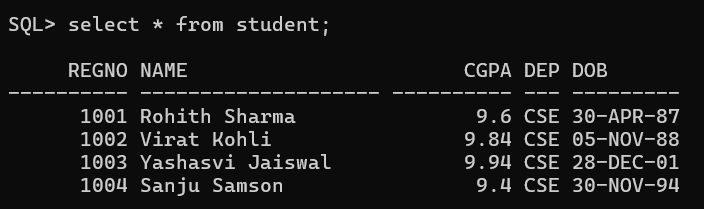 SQL> select * from student;
     REGNO NAME                       CGPA DEP DOB
---------- -------------------- ---------- --- ---------
      1001 Rohith Sharma               9.6 CSE 30-APR-87
      1002 Virat Kohli                9.84 CSE 05-NOV-88
      1003 Yashasvi Jaiswal           9.94 CSE 28-DEC-01
      1004 Sanju Samson                9.4 CSE 30-NOV-94